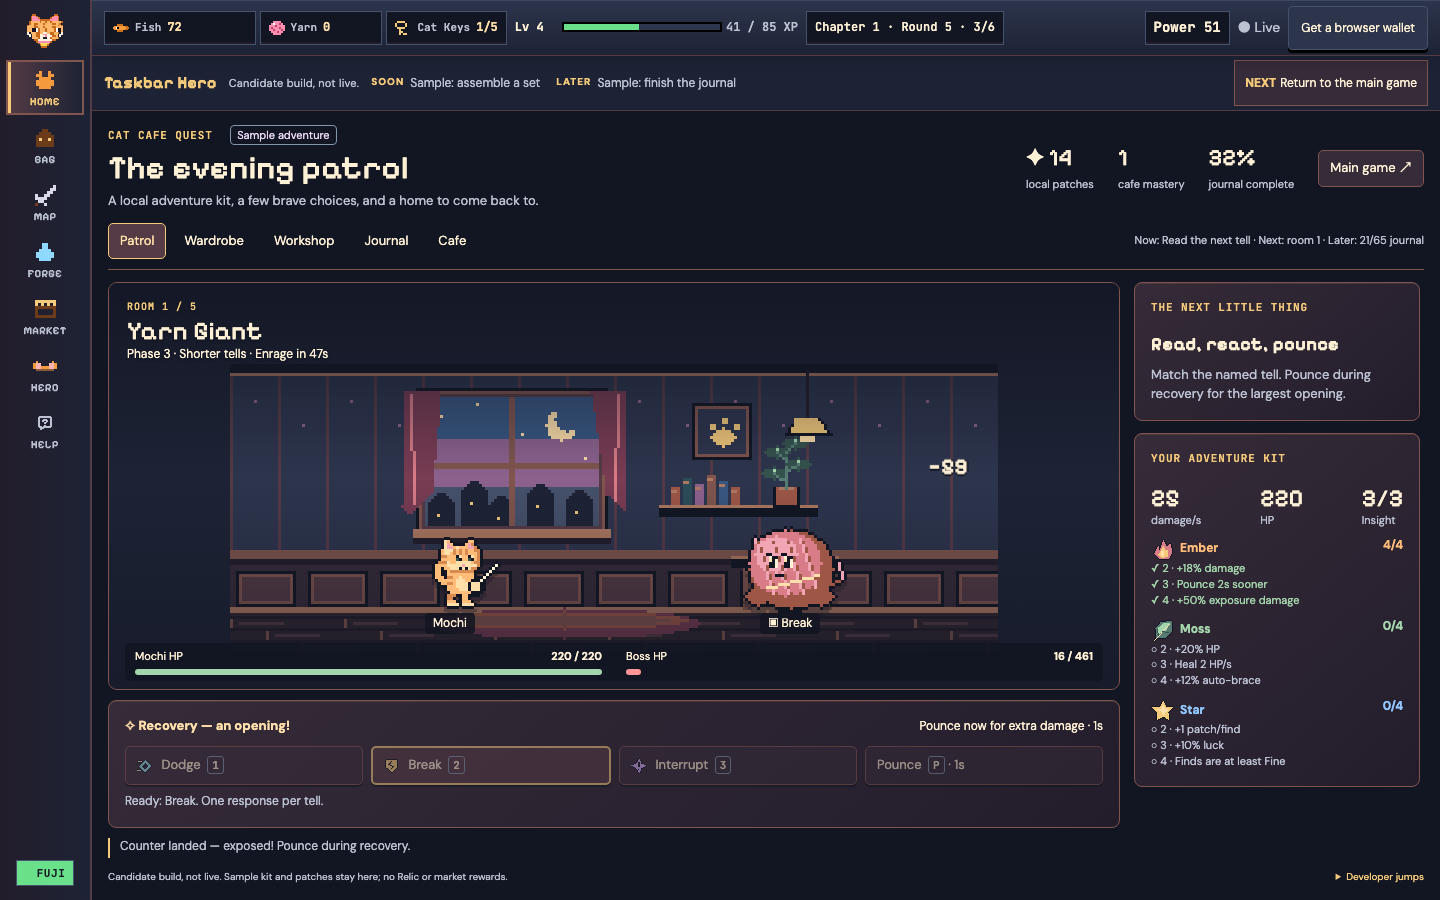 Fish 72
Yarn 0
Cat Keys 1/5
Lv 4
41 / 85 XP
Chapter 1 · Round 5 · 3/6
Power 51
Live
Get a browser wallet
HOME
BAG
MAP
FORGE
MARKET
HERO
HELP
FUJI
Taskbar Hero
Candidate build, not live.
SOON Sample: assemble a set
LATER Sample: finish the journal
NEXT Return to the main game
CAT CAFE QUEST
Sample adventure
The evening patrol
A local adventure kit, a few brave choices, and a home to come back to.
✦ 14
local patches
1
cafe mastery
32%
journal complete
Main game ↗
Patrol
Wardrobe
Workshop
Journal
Cafe
Now: Read the next tell · Next: room 1 · Later: 21/65 journal
ROOM 1 / 5
Yarn Giant
Phase 3 · Shorter tells · Enrage in 47s
-89
Mochi
Break
Mochi HP
220 / 220
Boss HP
16 / 461
✧ Recovery — an opening!
Pounce now for extra damage · 1s
Dodge 1
Break 2
Interrupt 3
Pounce P · 1s
Ready: Break. One response per tell.
Counter landed — exposed! Pounce during recovery.
Candidate build, not live. Sample kit and patches stay here; no Relic or market rewards.
▸ Developer jumps
THE NEXT LITTLE THING
Read, react, pounce
Match the named tell. Pounce during
recovery for the largest opening.
YOUR ADVENTURE KIT
28
damage/s
220
HP
3/3
Insight
Ember 4/4
✓ 2 · +18% damage
✓ 3 · Pounce 2s sooner
✓ 4 · +50% exposure damage
Moss 0/4
○ 2 · +20% HP
○ 3 · Heal 2 HP/s
○ 4 · +12% auto-brace
Star 0/4
○ 2 · +1 patch/find
○ 3 · +10% luck
○ 4 · Finds are at least Fine